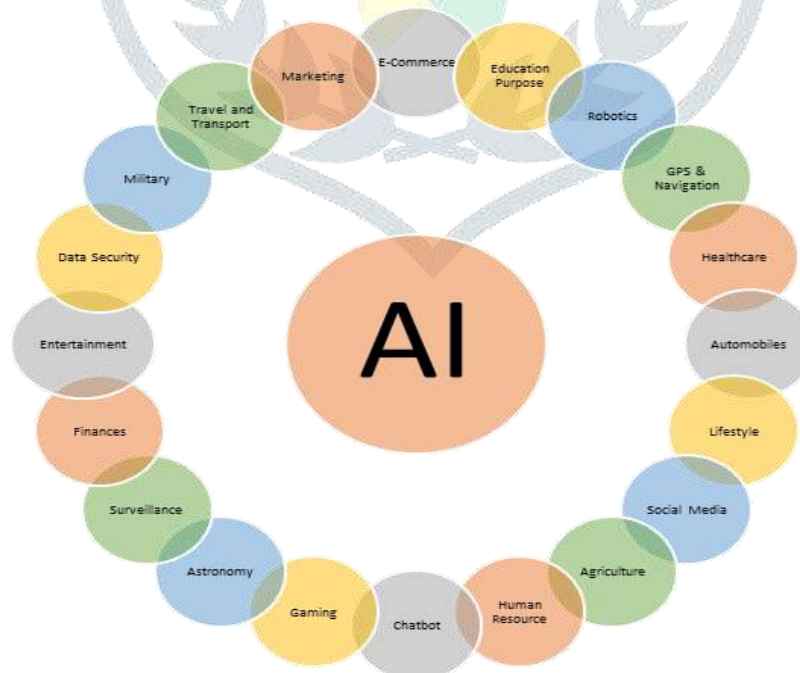 E-Commerce
Education
Purpose
Robotics
GPS &
Navigation
Healthcare
Automobiles
Lifestyle
Social Media
Agriculture
Human
Resource
Chatbot
Gaming
Astronomy
Surveillance
Finances
Entertainment
Data Security
Military
Travel and
Transport
Marketing
AI